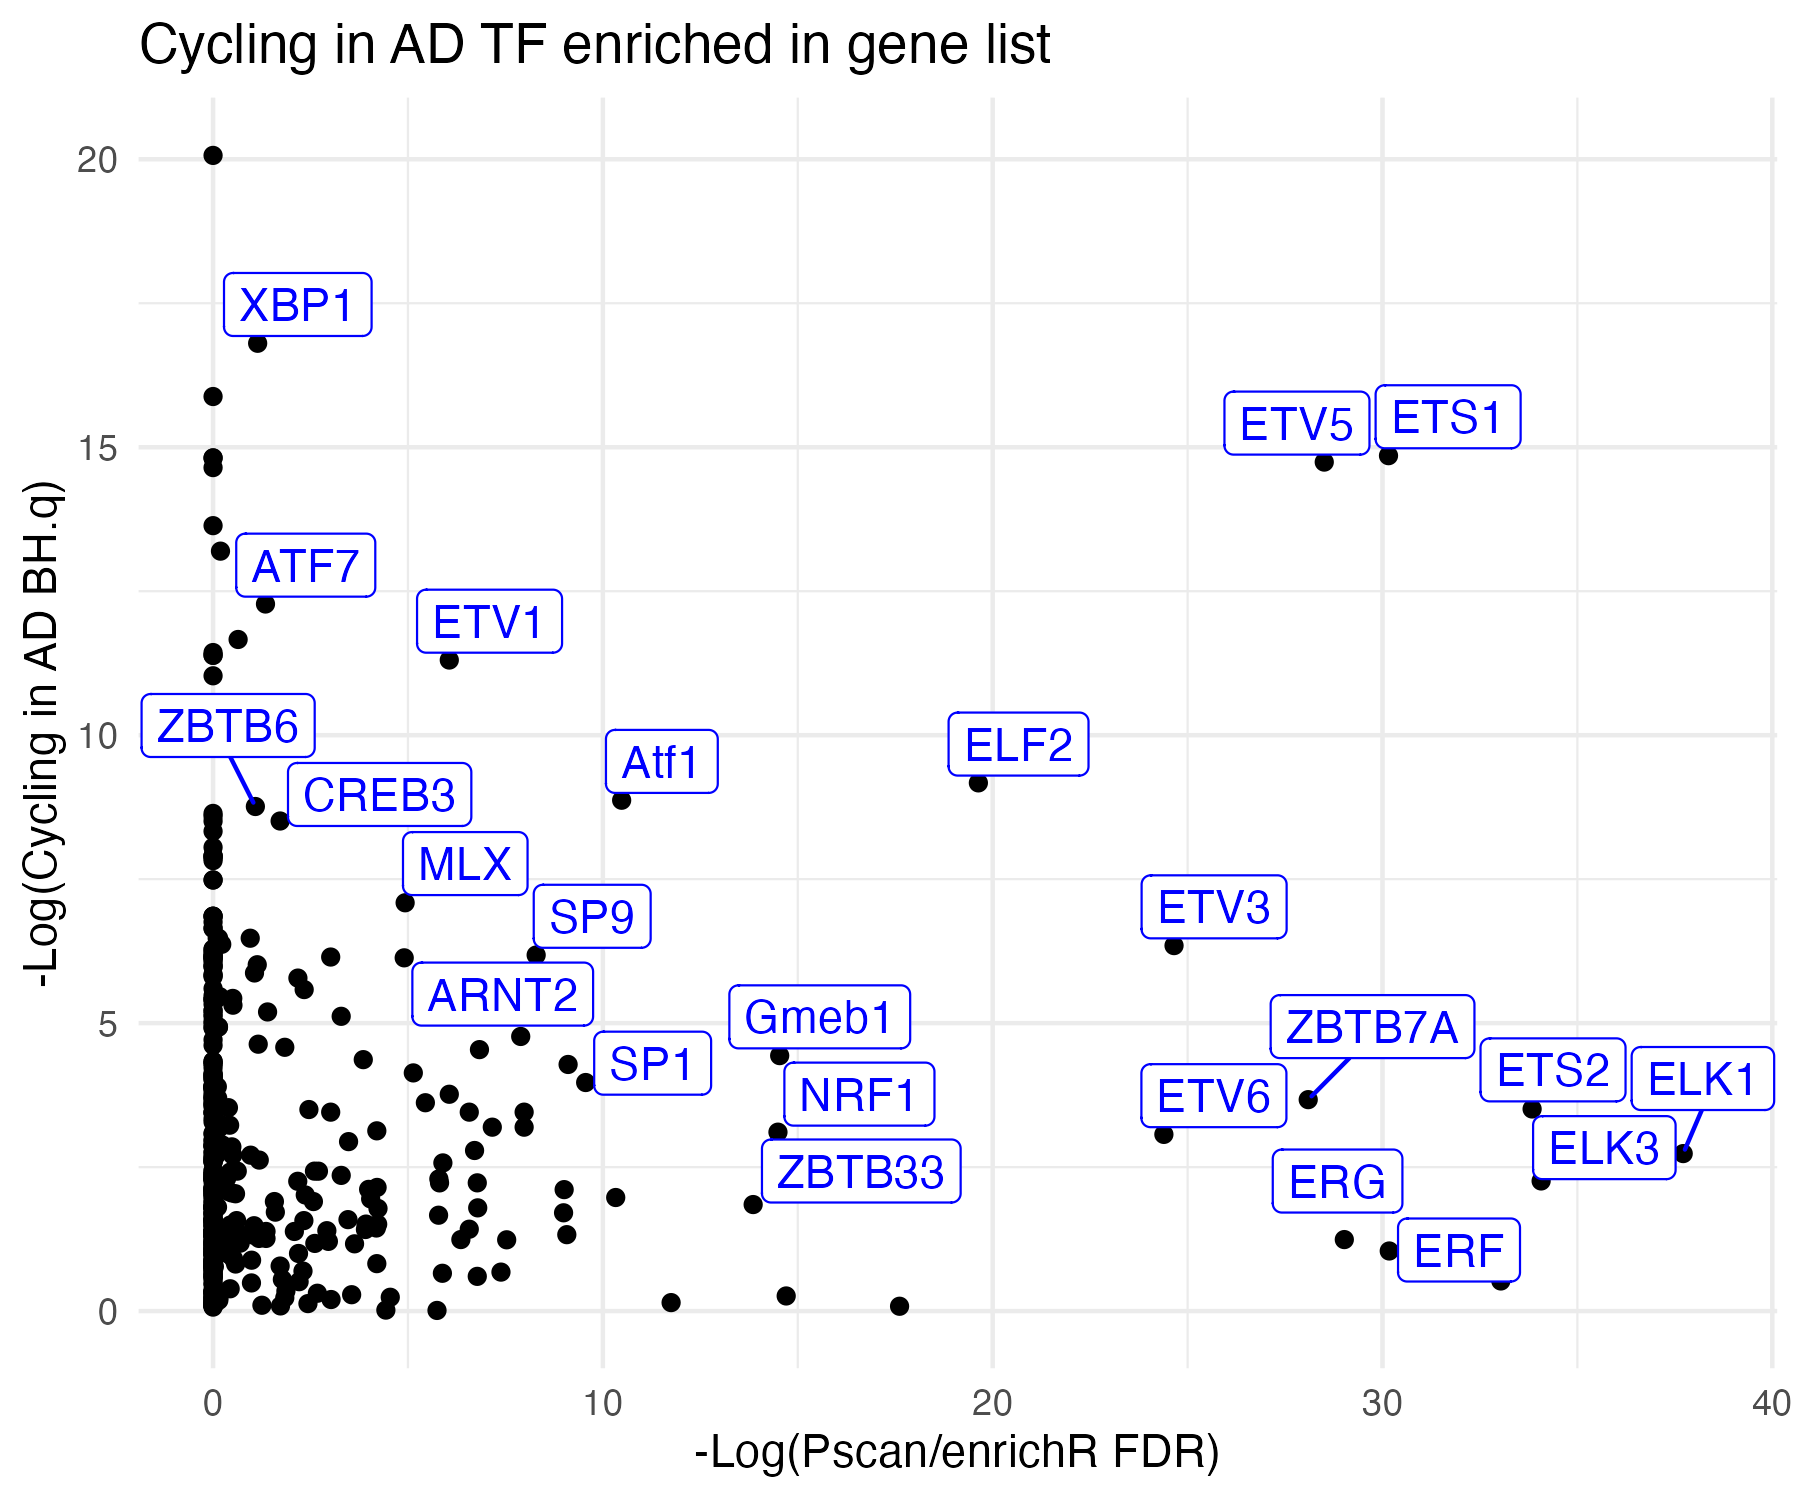 Cycling in AD TF enriched in gene list
-Log(Cycling in AD BH.q)
20
15
10
5
0
XBP1
ETV5
ETS1
ATF7
ETV1
ZBTB6
Atf1
ELF2
CREB3
MLX
SP9
ETV3
ARNT2
Gmeb1
ZBTB7A
SP1
ETS2
ELK1
NRF1
ETV6
ELK3
ZBTB33
ERG
ERF
0
10
20
30
40
-Log(Pscan/enrichR FDR)